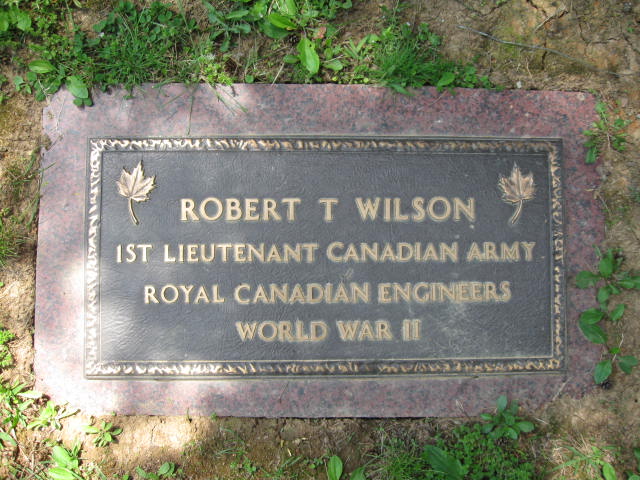 ROBERT T WILSON
1ST LIEUTENANT CANADIAN ARMY
ROYAL CANADIAN ENGINEERS
WORLD WAR II